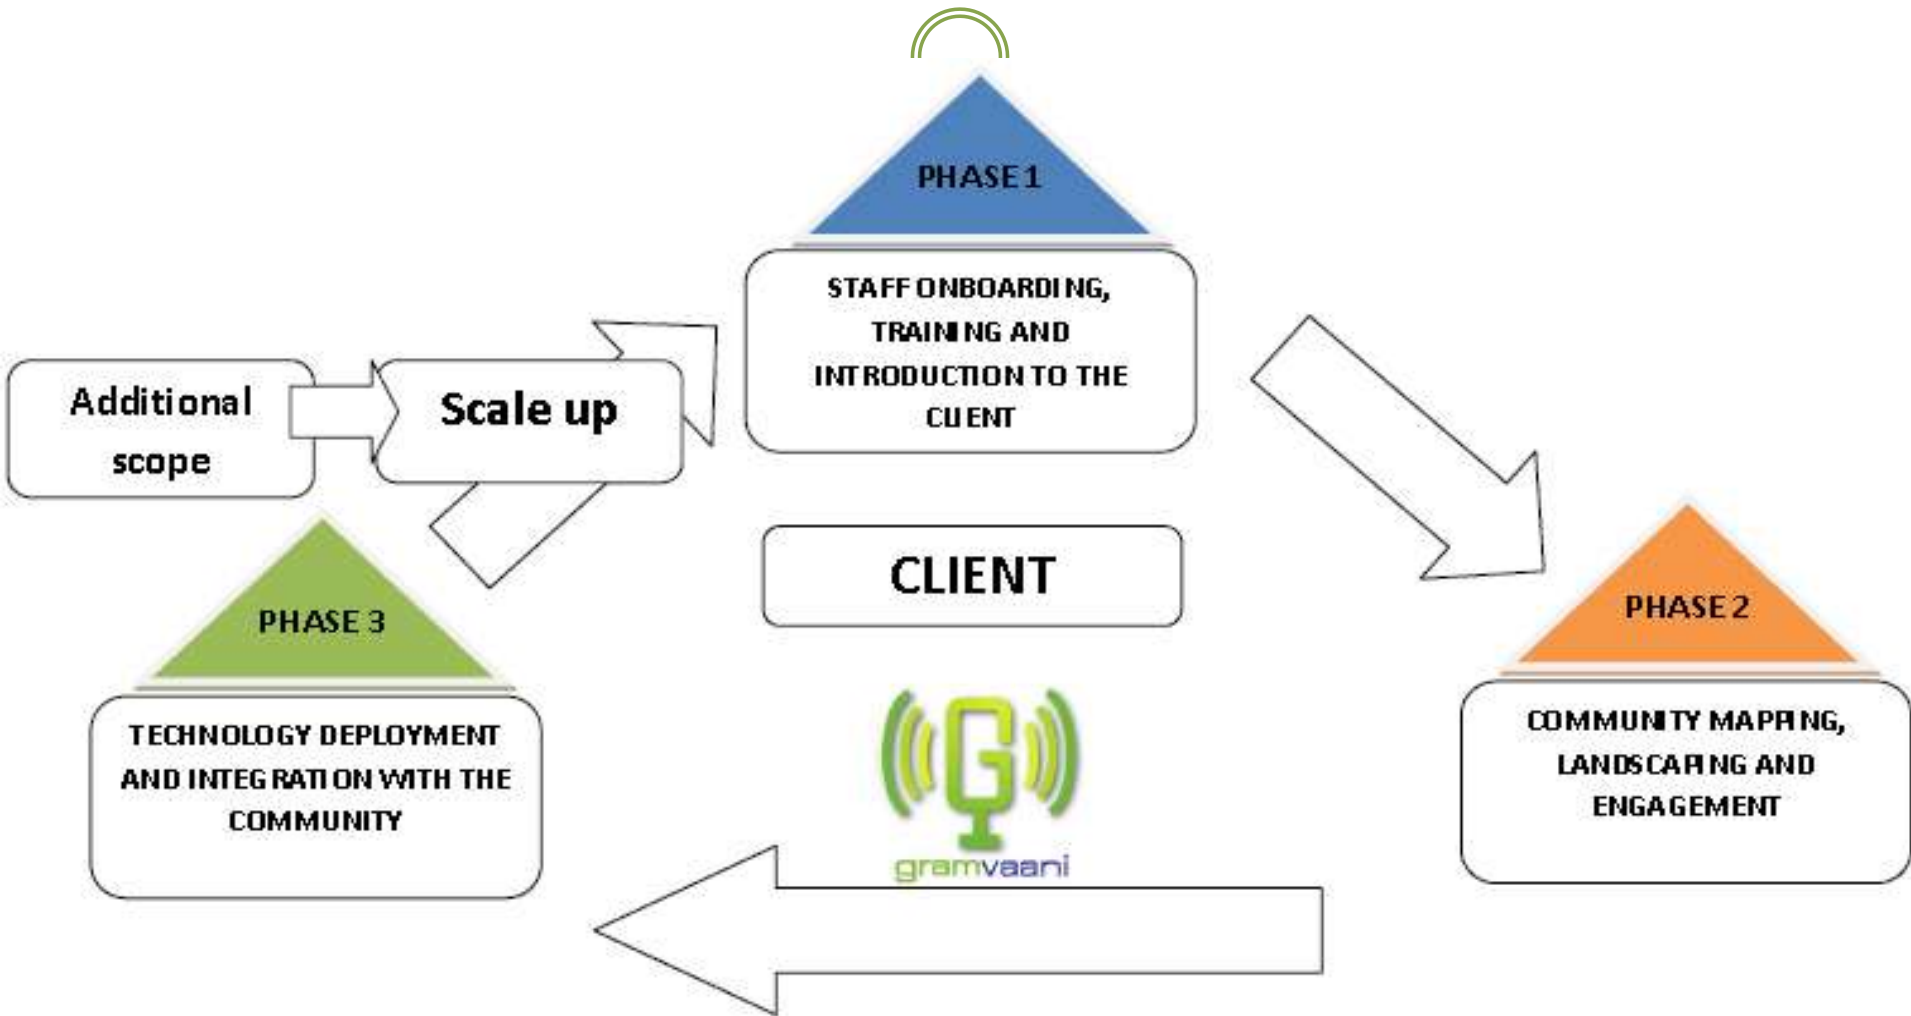 PHASE 1
STAFF ONBOARDING,
TRAINING AND
INTRODUCTION TO THE
CLIENT
Additional
scope
Scale up
CLIENT
PHASE 2
COMMUNITY MAPPING,
LANDSCAPING AND
ENGAGEMENT
PHASE 3
TECHNOLOGY DEPLOYMENT
AND INTEGRATION WITH THE
COMMUNITY
gramvaani